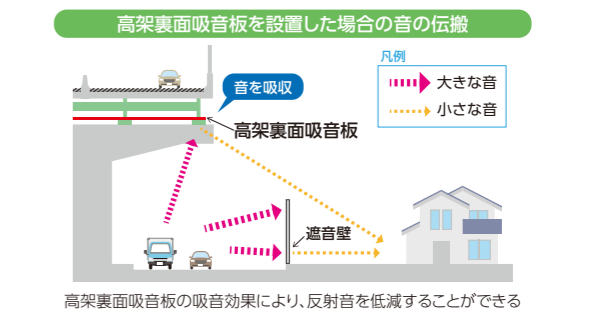 高架裏面吸音板を設置した場合の音の伝搬
凡例
大きな音
小さな音
音を吸収
高架裏面吸音板
遮音壁
高架裏面吸音板の吸音効果により、反射音を低減することができる